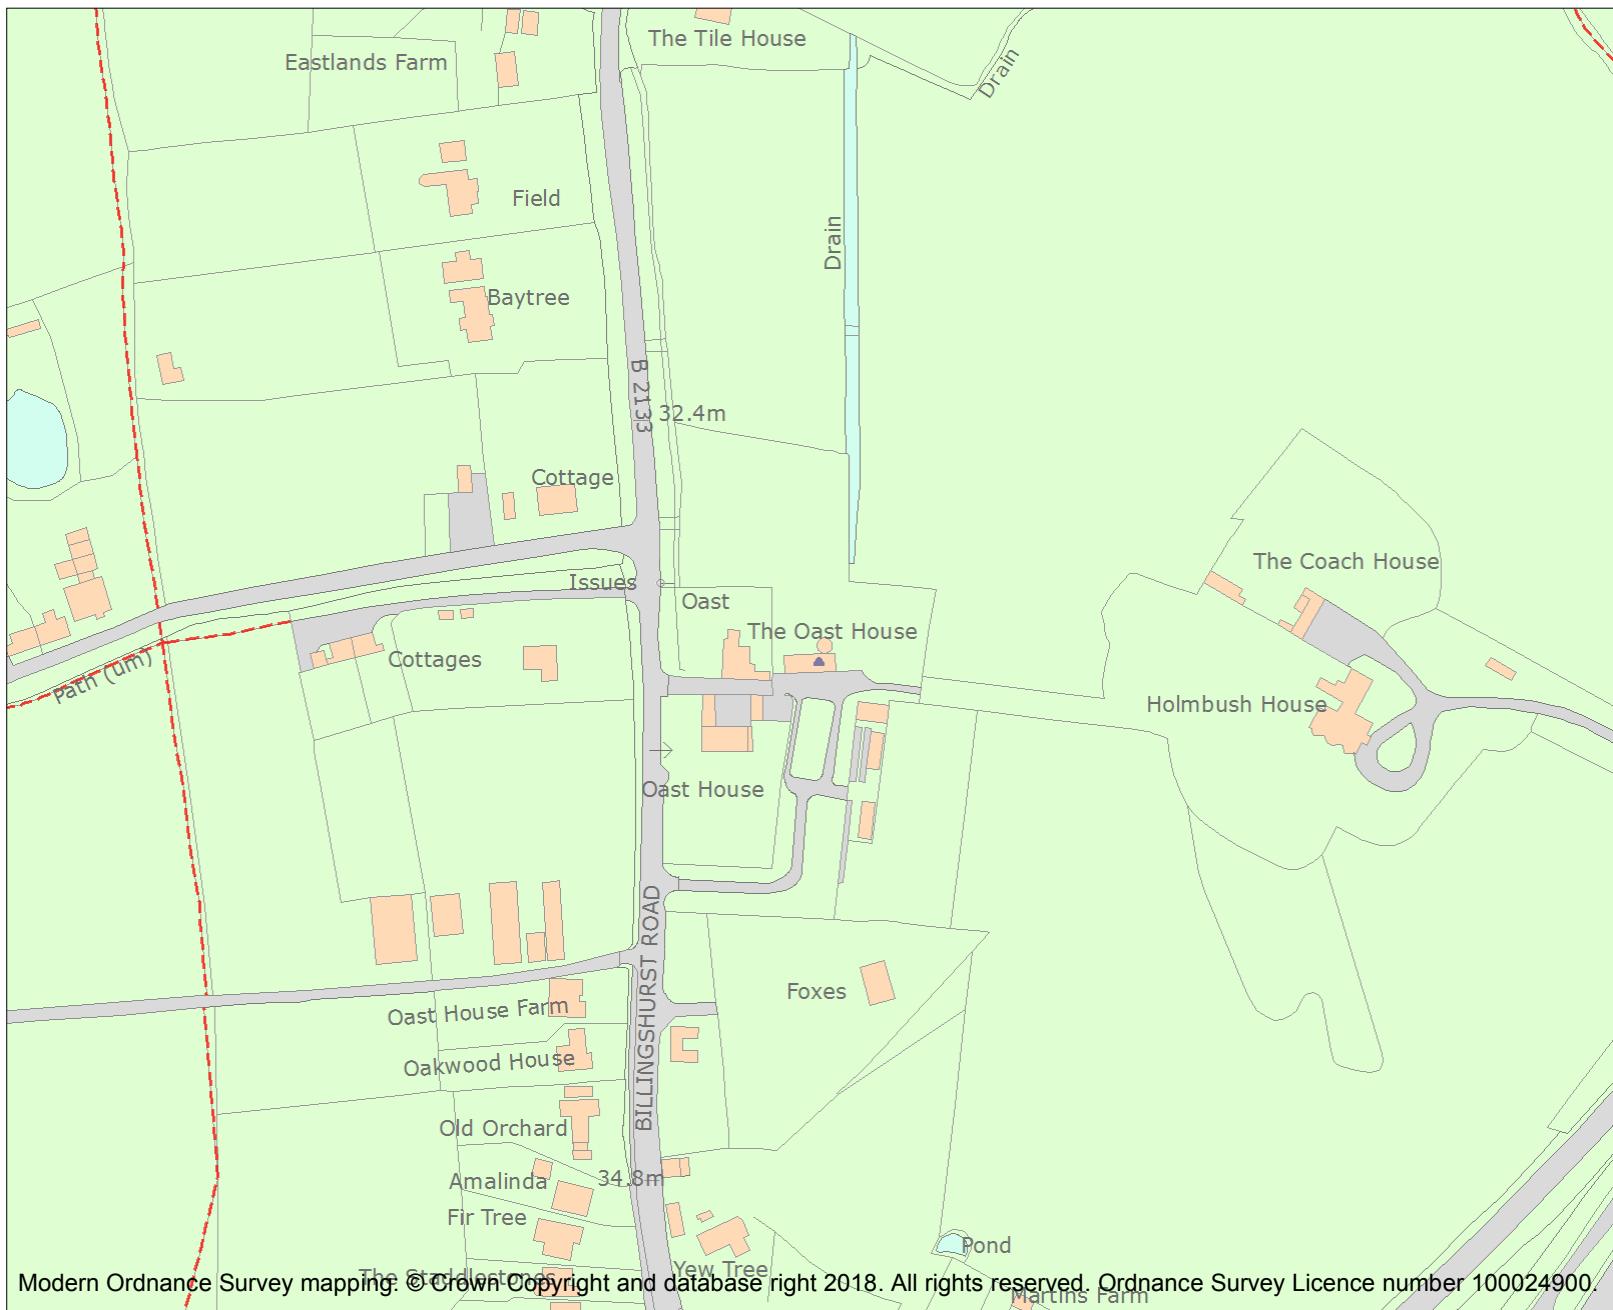 The Tile House
Eastlands Farm
Drain
Field
Drain
Baytree
B 2133
32.4m
Cottage
The Coach House
Issues
Oast
The Oast House
Cottages
Path (um)
Holmbush House
Oast House
BILLINGSHURST ROAD
Foxes
Oast House Farm
Oakwood House
Old Orchard
Amalinda
34.8m
Fir Tree
Pond
Yew Tree
The Staddlestones
Modern Ordnance Survey mapping: © Crown Copyright and database right 2018. All rights reserved. Ordnance Survey Licence number 100024900.
Martins Farm